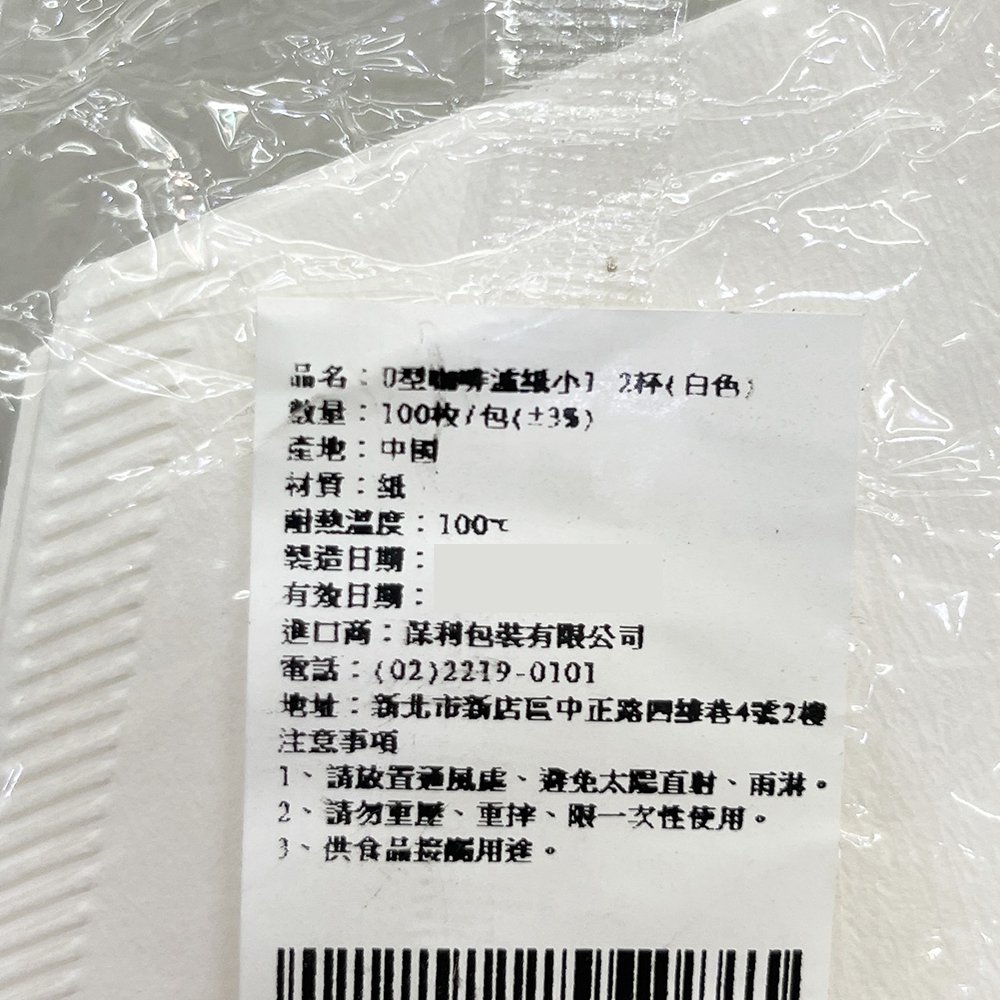 品名：U型咖啡濾紙小1 2杯(白色)
數量：100枚/包(±3%)
產地：中國
材質：紙
耐熱溫度：100℃
製造日期：
有效日期：
進口商：保利包裝有限公司
電話：(02)2219-0101
地址：新北市新店區中正路四維巷4號2樓
注意事項
1、請放置通風處、避免太陽直射、雨淋。
2、請勿重壓、重摔、限一次性使用。
3、供食品接觸用途。